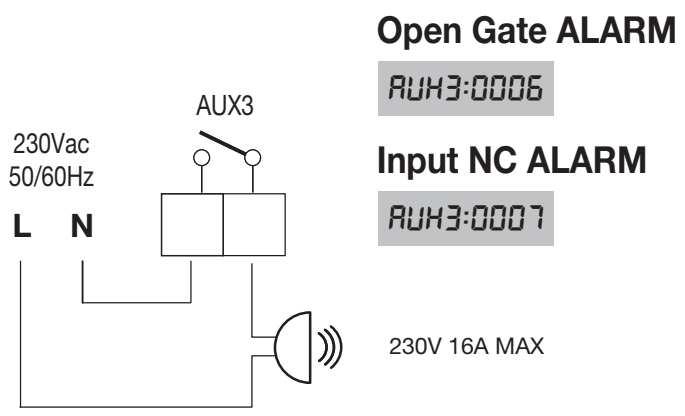 Open Gate ALARM
AUX3:0006
AUX3
230Vac
50/60Hz
L N
Input NC ALARM
AUX3:0007
230V 16A MAX